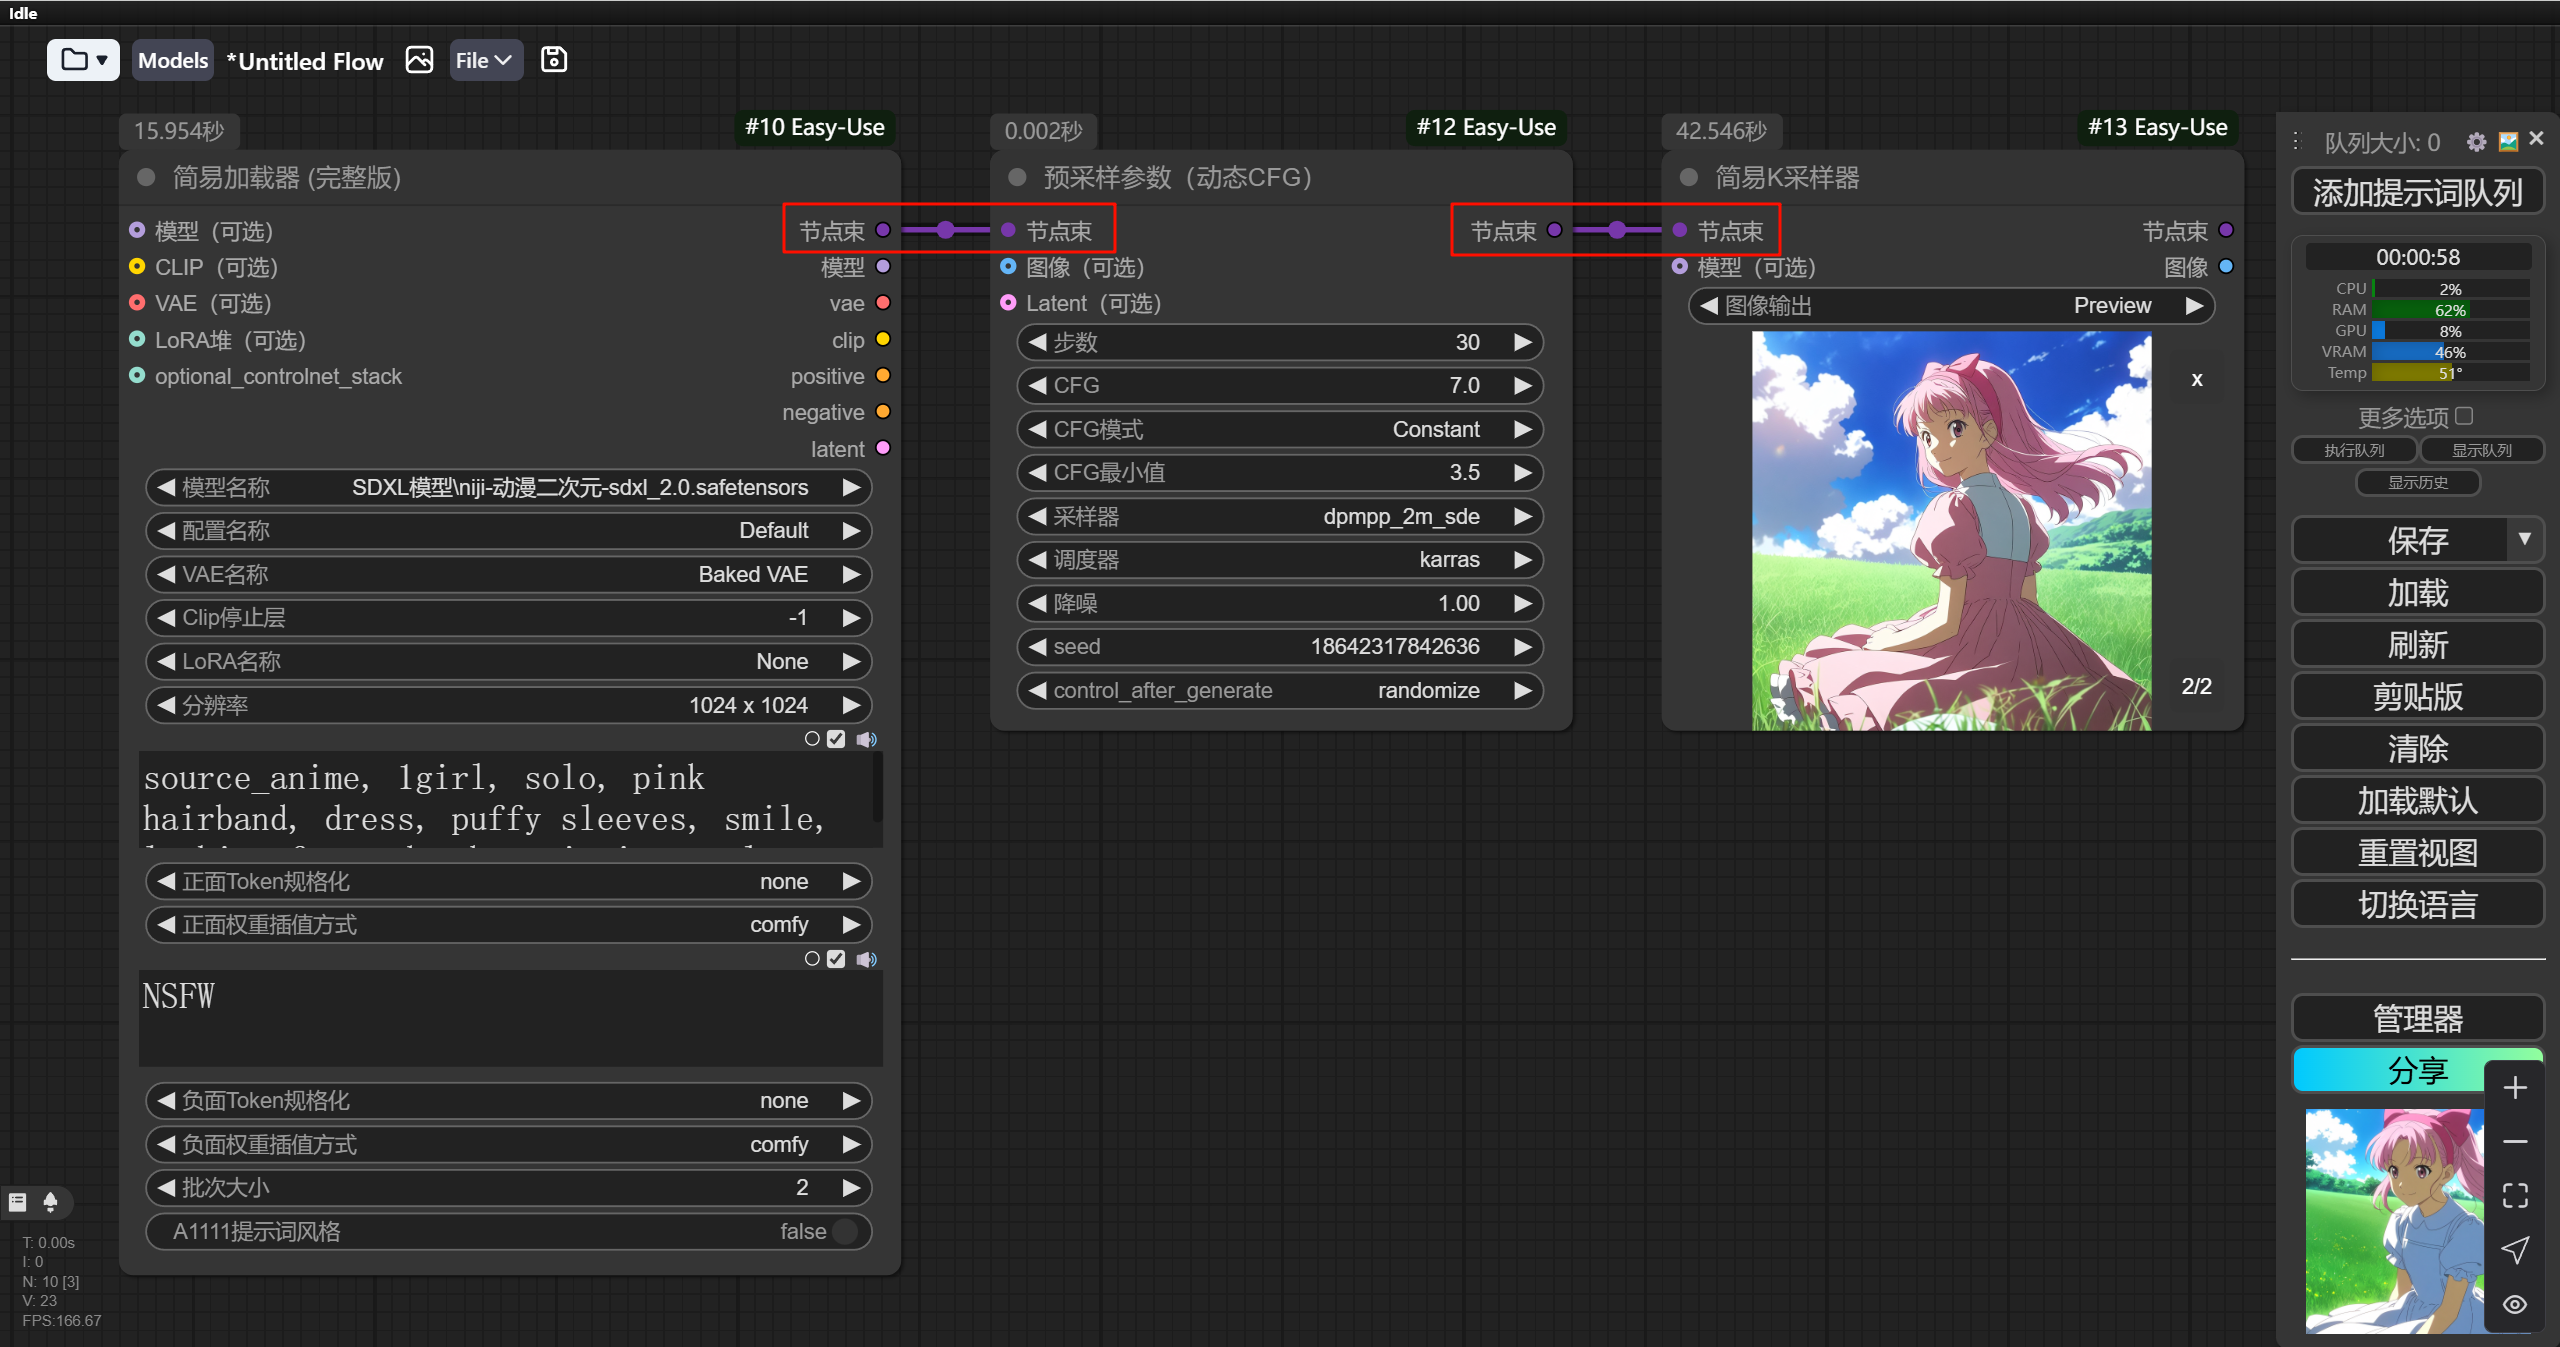 Idle
Models
*Untitled Flow
File
15.954秒
#10 Easy-Use
简易加载器 (完整版)
模型（可选）
节点束
CLIP（可选）
模型
VAE（可选）
vae
LoRA堆（可选）
clip
optional_controlnet_stack
positive
negative
latent
模型名称 SDXL模型\niji-动漫二次元-sdxl_2.0.safetensors
配置名称 Default
VAE名称 Baked VAE
Clip停止层 -1
LoRA名称 None
分辨率 1024 x 1024
source_anime, 1girl, solo, pink
hairband, dress, puffy sleeves, smile,
正面Token规格化 none
正面权重插值方式 comfy
NSFW
负面Token规格化 none
负面权重插值方式 comfy
批次大小 2
A1111提示词风格 false
0.002秒
#12 Easy-Use
预采样参数（动态CFG）
节点束
节点束
图像（可选）
Latent（可选）
步数 30
CFG 7.0
CFG模式 Constant
CFG最小值 3.5
采样器 dpmpp_2m_sde
调度器 karras
降噪 1.00
seed 18642317842636
control_after_generate randomize
42.546秒
#13 Easy-Use
简易K采样器
节点束
节点束
模型（可选）
图像
图像输出 Preview
x
2/2
队列大小: 0
添加提示词队列
00:00:58
CPU 2%
RAM 62%
GPU 8%
VRAM 46%
Temp 51°
更多选项
执行队列
显示队列
显示历史
保存
加载
刷新
剪贴版
清除
加载默认
重置视图
切换语言
管理器
分享
T: 0.00s
I: 0
N: 10 [3]
V: 23
FPS:166.67